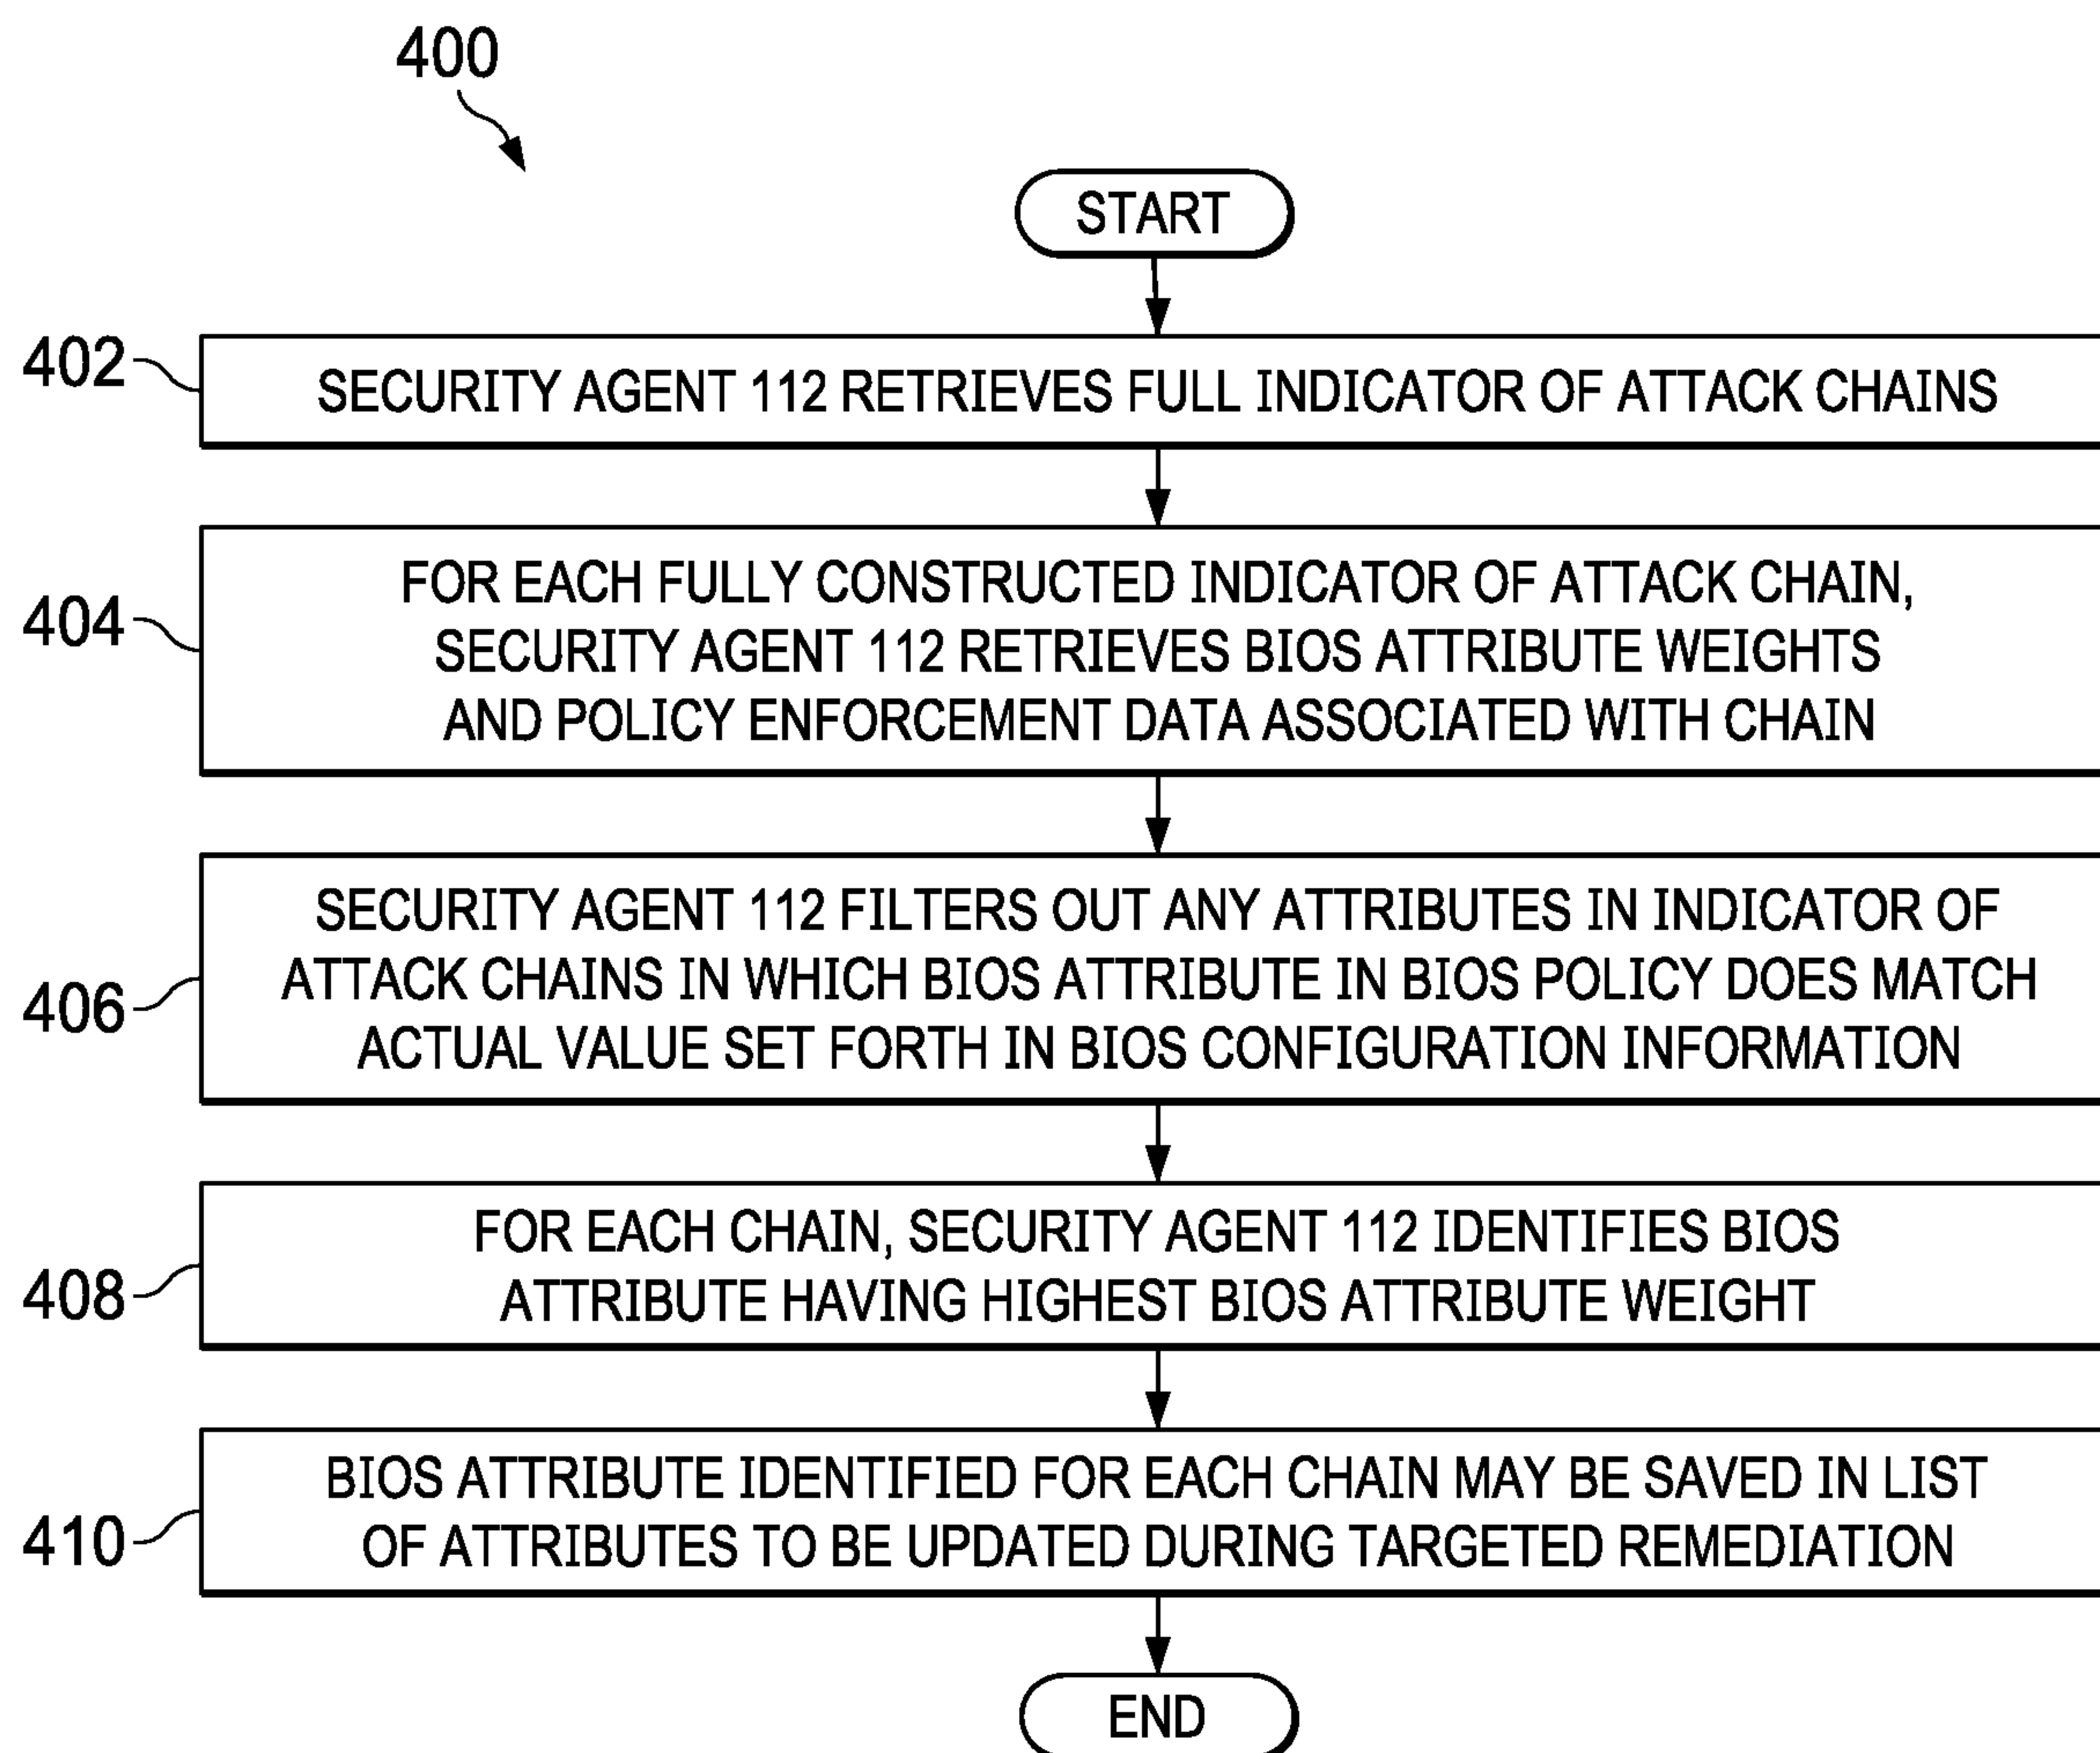 400
START
402
SECURITY AGENT 112 RETRIEVES FULL INDICATOR OF ATTACK CHAINS
404
FOR EACH FULLY CONSTRUCTED INDICATOR OF ATTACK CHAIN,
SECURITY AGENT 112 RETRIEVES BIOS ATTRIBUTE WEIGHTS
AND POLICY ENFORCEMENT DATA ASSOCIATED WITH CHAIN
406
SECURITY AGENT 112 FILTERS OUT ANY ATTRIBUTES IN INDICATOR OF
ATTACK CHAINS IN WHICH BIOS ATTRIBUTE IN BIOS POLICY DOES MATCH
ACTUAL VALUE SET FORTH IN BIOS CONFIGURATION INFORMATION
408
FOR EACH CHAIN, SECURITY AGENT 112 IDENTIFIES BIOS
ATTRIBUTE HAVING HIGHEST BIOS ATTRIBUTE WEIGHT
410
BIOS ATTRIBUTE IDENTIFIED FOR EACH CHAIN MAY BE SAVED IN LIST
OF ATTRIBUTES TO BE UPDATED DURING TARGETED REMEDIATION
END